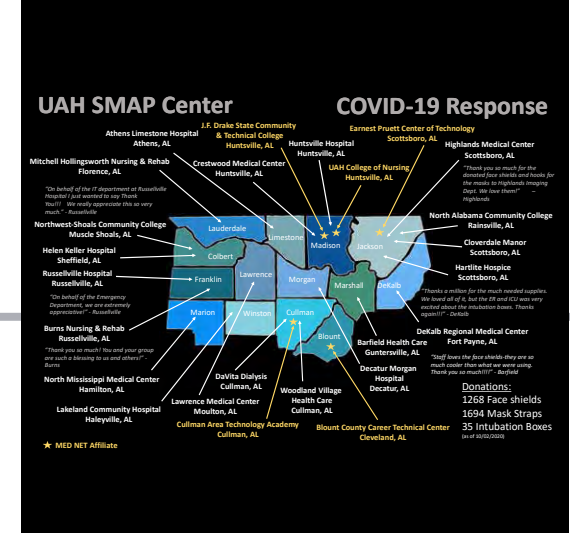 UAH SMAP Center
COVID-19 Response
J.F. Drake State Community
& Technical College
Huntsville, AL
Earnest Pruett Center of Technology
Scottsboro, AL
Athens Limestone Hospital
Athens, AL
Huntsville Hospital
Huntsville, AL
Highlands Medical Center
Scottsboro, AL
Mitchell Hollingsworth Nursing & Rehab
Florence, AL
Crestwood Medical Center
Huntsville, AL
UAH College of Nursing
Huntsville, AL
"Thank you so much for the
donated face shields and hooks for
the masks to Highlands Imaging
Dept. We love them!" –
Highlands
"On behalf of the IT department at Russellville
Hospital I just wanted to say Thank
You!!! We really appreciate this so very
much." - Russellville
Northwest-Shoals Community College
Muscle Shoals, AL
North Alabama Community College
Rainsville, AL
Helen Keller Hospital
Sheffield, AL
Cloverdale Manor
Scottsboro, AL
Russellville Hospital
Russellville, AL
Hartlite Hospice
Scottsboro, AL
"On behalf of the Emergency
Department, we are extremely
appreciative!" - Russellville
"Thanks a million for the much needed supplies.
We loved all of it, but the ER and ICU was very
excited about the intubation boxes. Thanks
again!!!" - DeKalb
Burns Nursing & Rehab
Russellville, AL
"Thank you so much! You and your group
are such a blessing to us and others!" -
Burns
DeKalb Regional Medical Center
Fort Payne, AL
Barfield Health Care
Guntersville, AL
"Staff loves the face shields-they are so
much cooler than what we were using.
Thank you so much!!!!" - Barfield
Decatur Morgan
Hospital
Decatur, AL
North Mississippi Medical Center
Hamilton, AL
DaVita Dialysis
Cullman, AL
Woodland Village
Health Care
Cullman, AL
Lakeland Community Hospital
Haleyville, AL
Lawrence Medical Center
Moulton, AL
Cullman Area Technology Academy
Cullman, AL
Blount County Career Technical Center
Cleveland, AL
Donations:
1268 Face shields
1694 Mask Straps
35 Intubation Boxes
(as of 10/02/2020)
MED NET Affiliate
Lauderdale
Limestone
Madison
Jackson
Colbert
Lawrence
Franklin
Morgan
Marshall
DeKalb
Marion
Winston
Cullman
Blount